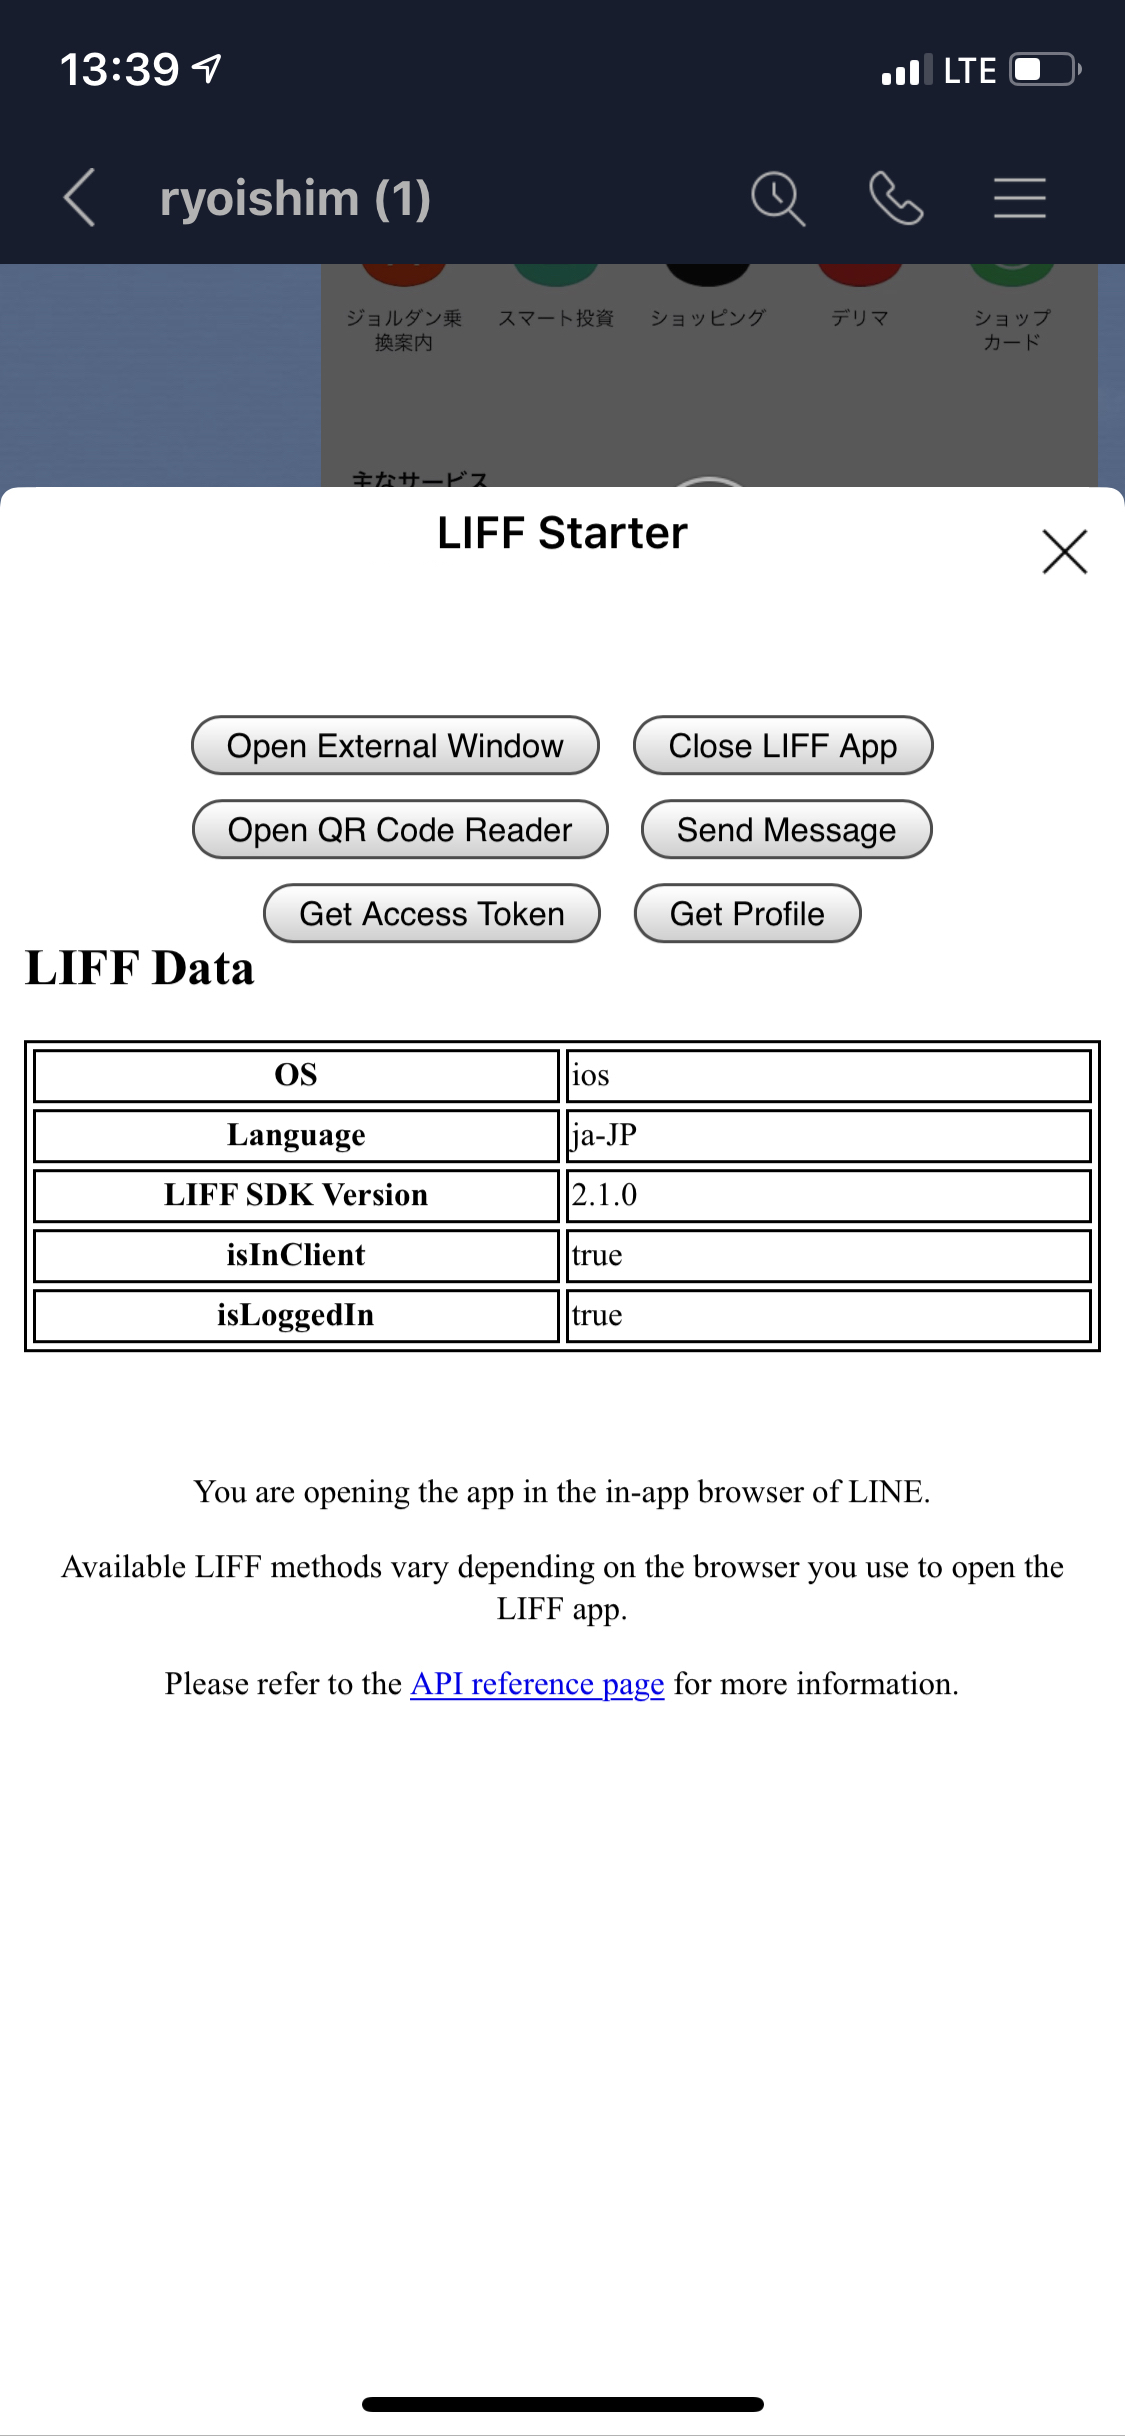 13:39
LTE
ryoishim (1)
ジョルダン乗
換案内
スマート投資
ショッピング
デリマ
ショップ
カード
主なサービス
LIFF Starter
Open External Window
Close LIFF App
Open QR Code Reader
Send Message
Get Access Token
Get Profile
LIFF Data
OS ios
Language ja-JP
LIFF SDK Version 2.1.0
isInClient true
isLoggedIn true
You are opening the app in the in-app browser of LINE.
Available LIFF methods vary depending on the browser you use to open the
LIFF app.
Please refer to the API reference page for more information.